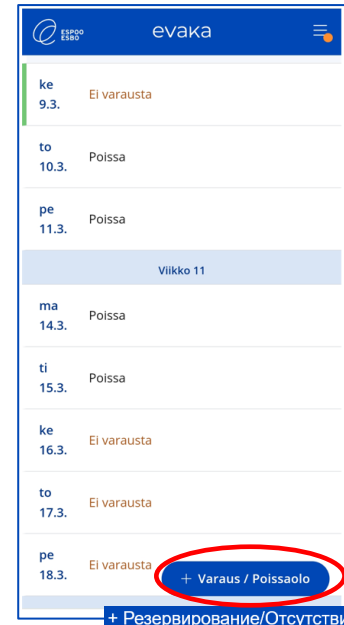 ESPOO
ESBO
evaka
ke
9.3.
Ei varausta
to
10.3.
Poissa
pe
11.3.
Poissa
Viikko 11
ma
14.3.
Poissa
ti
15.3.
Poissa
ke
16.3.
Ei varausta
to
17.3.
Ei varausta
pe
18.3.
Ei varausta
+ Varaus / Poissaolo
+ Резервирование/Отсутстви